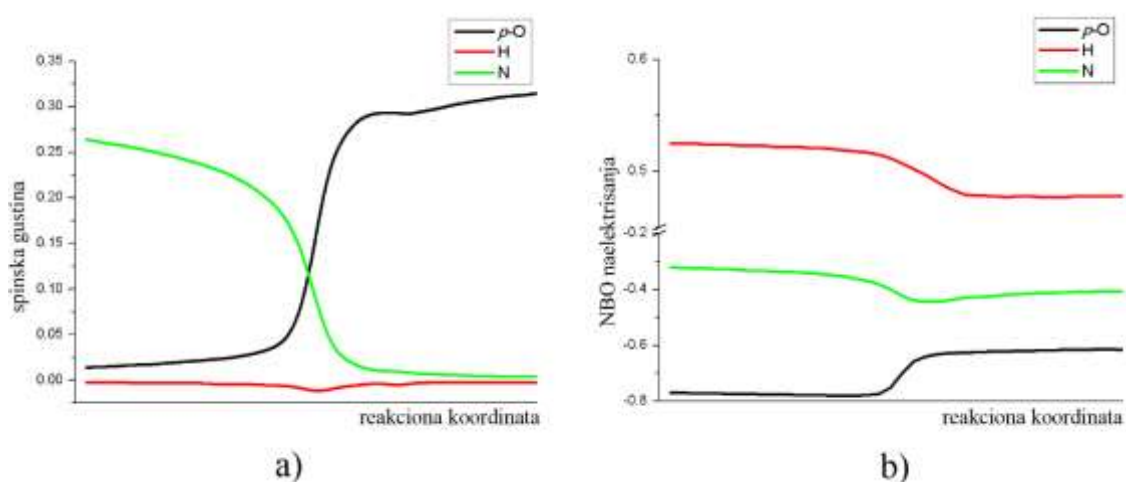 p-O
H
N
0,35
0,30
0,25
0,20
0,15
0,10
0,05
0,00
spinska gustina
reakciona koordinata
a)
p-O
H
N
0,6
0,5
-0,2
-0,4
-0,6
-0,8
NBO naelektrisanja
reakciona koordinata
b)